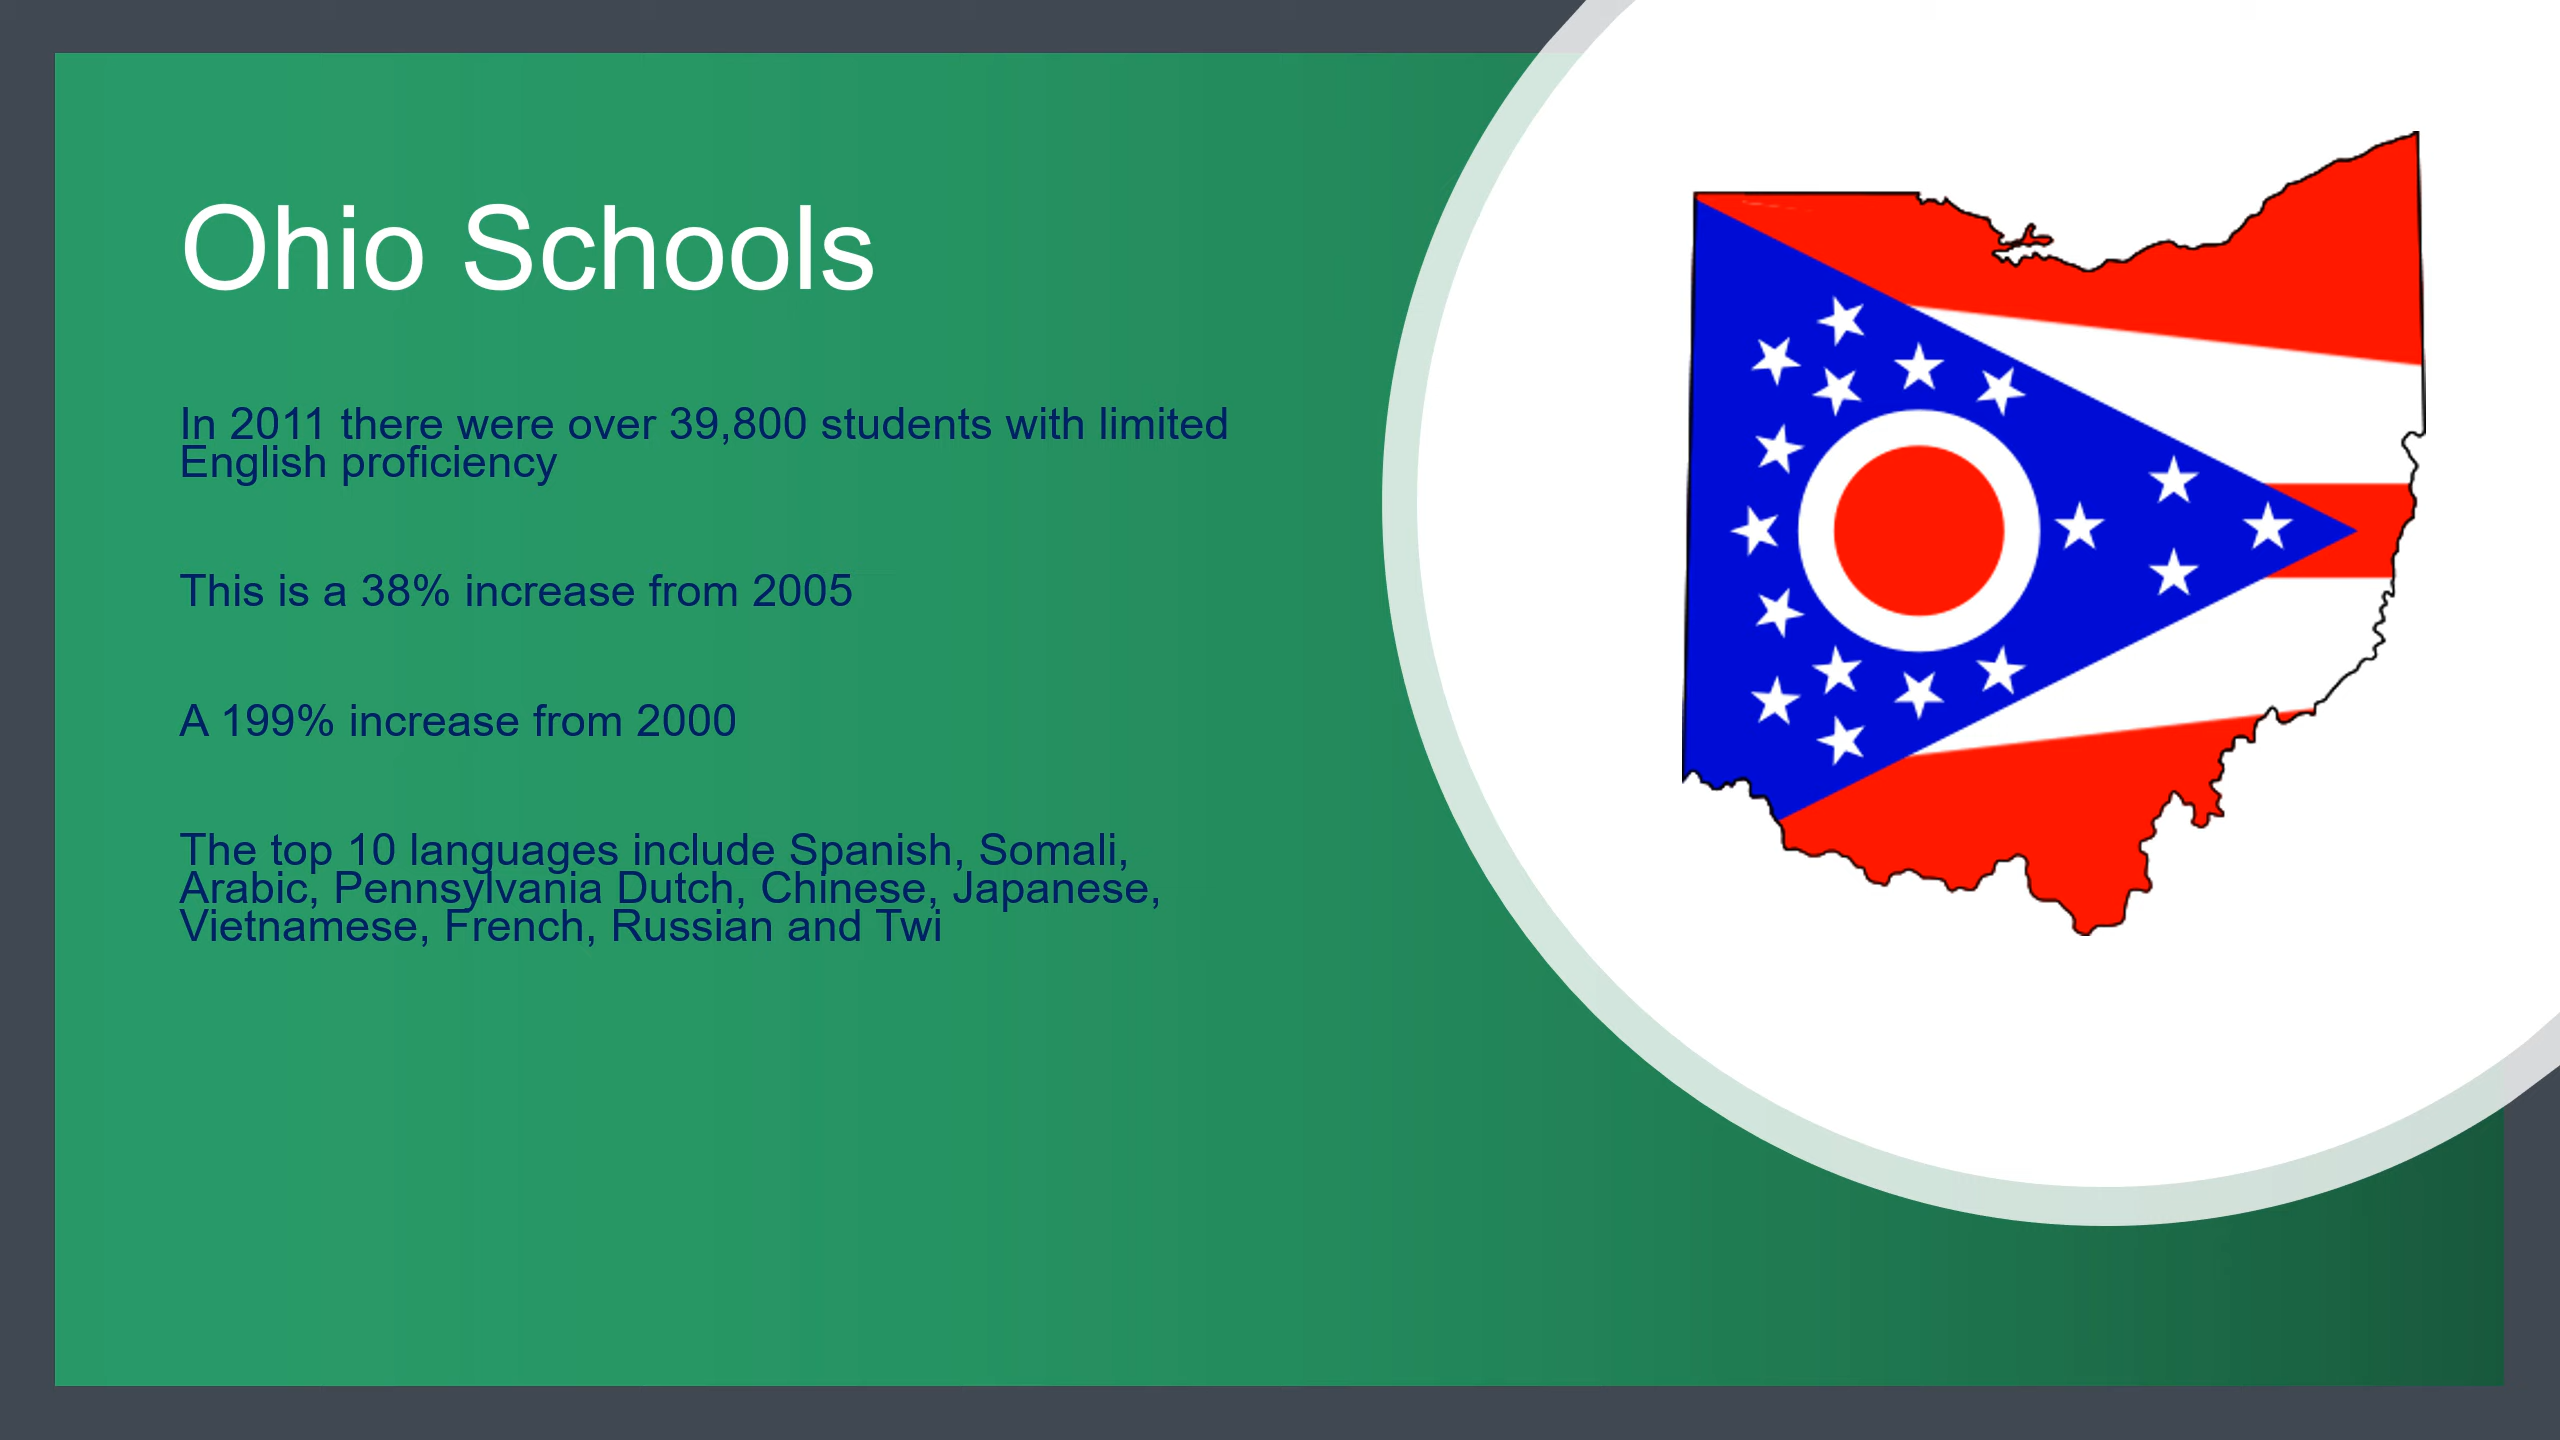 Ohio Schools
In 2011 there were over 39,800 students with limited
English proficiency
This is a 38% increase from 2005
A 199% increase from 2000
The top 10 languages include Spanish, Somali,
Arabic, Pennsylvania Dutch, Chinese, Japanese,
Vietnamese, French, Russian and Twi